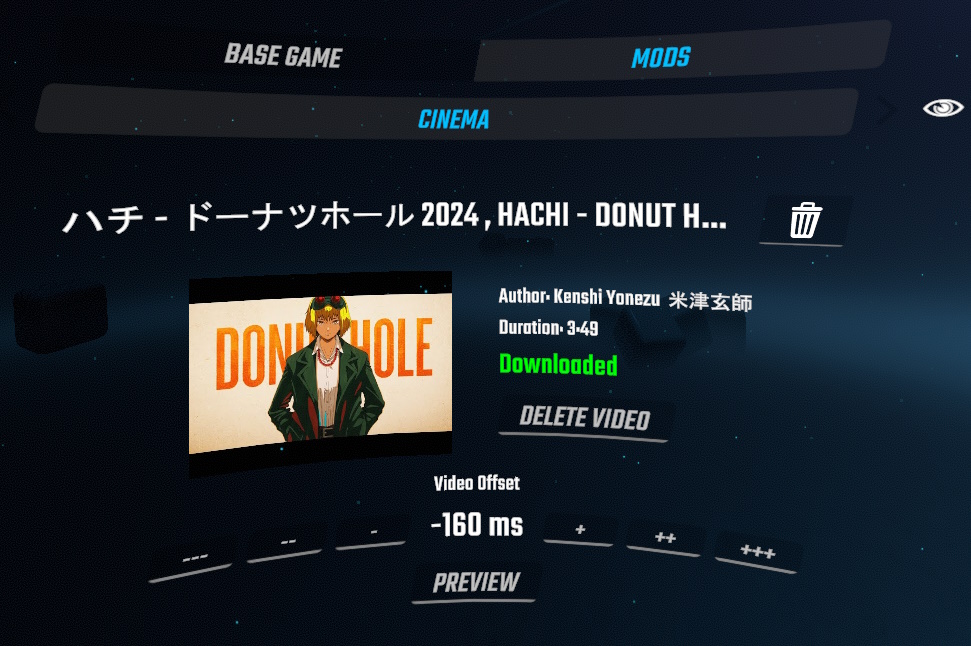 BASE GAME
MODS
CINEMA
ハチ - ドーナツホール 2024 , HACHI - DONUT H...
DONUT HOLE
Author: Kenshi Yonezu 米津玄師
Duration: 3:49
Downloaded
DELETE VIDEO
Video Offset
--- -- - -160 ms + ++ +++
PREVIEW